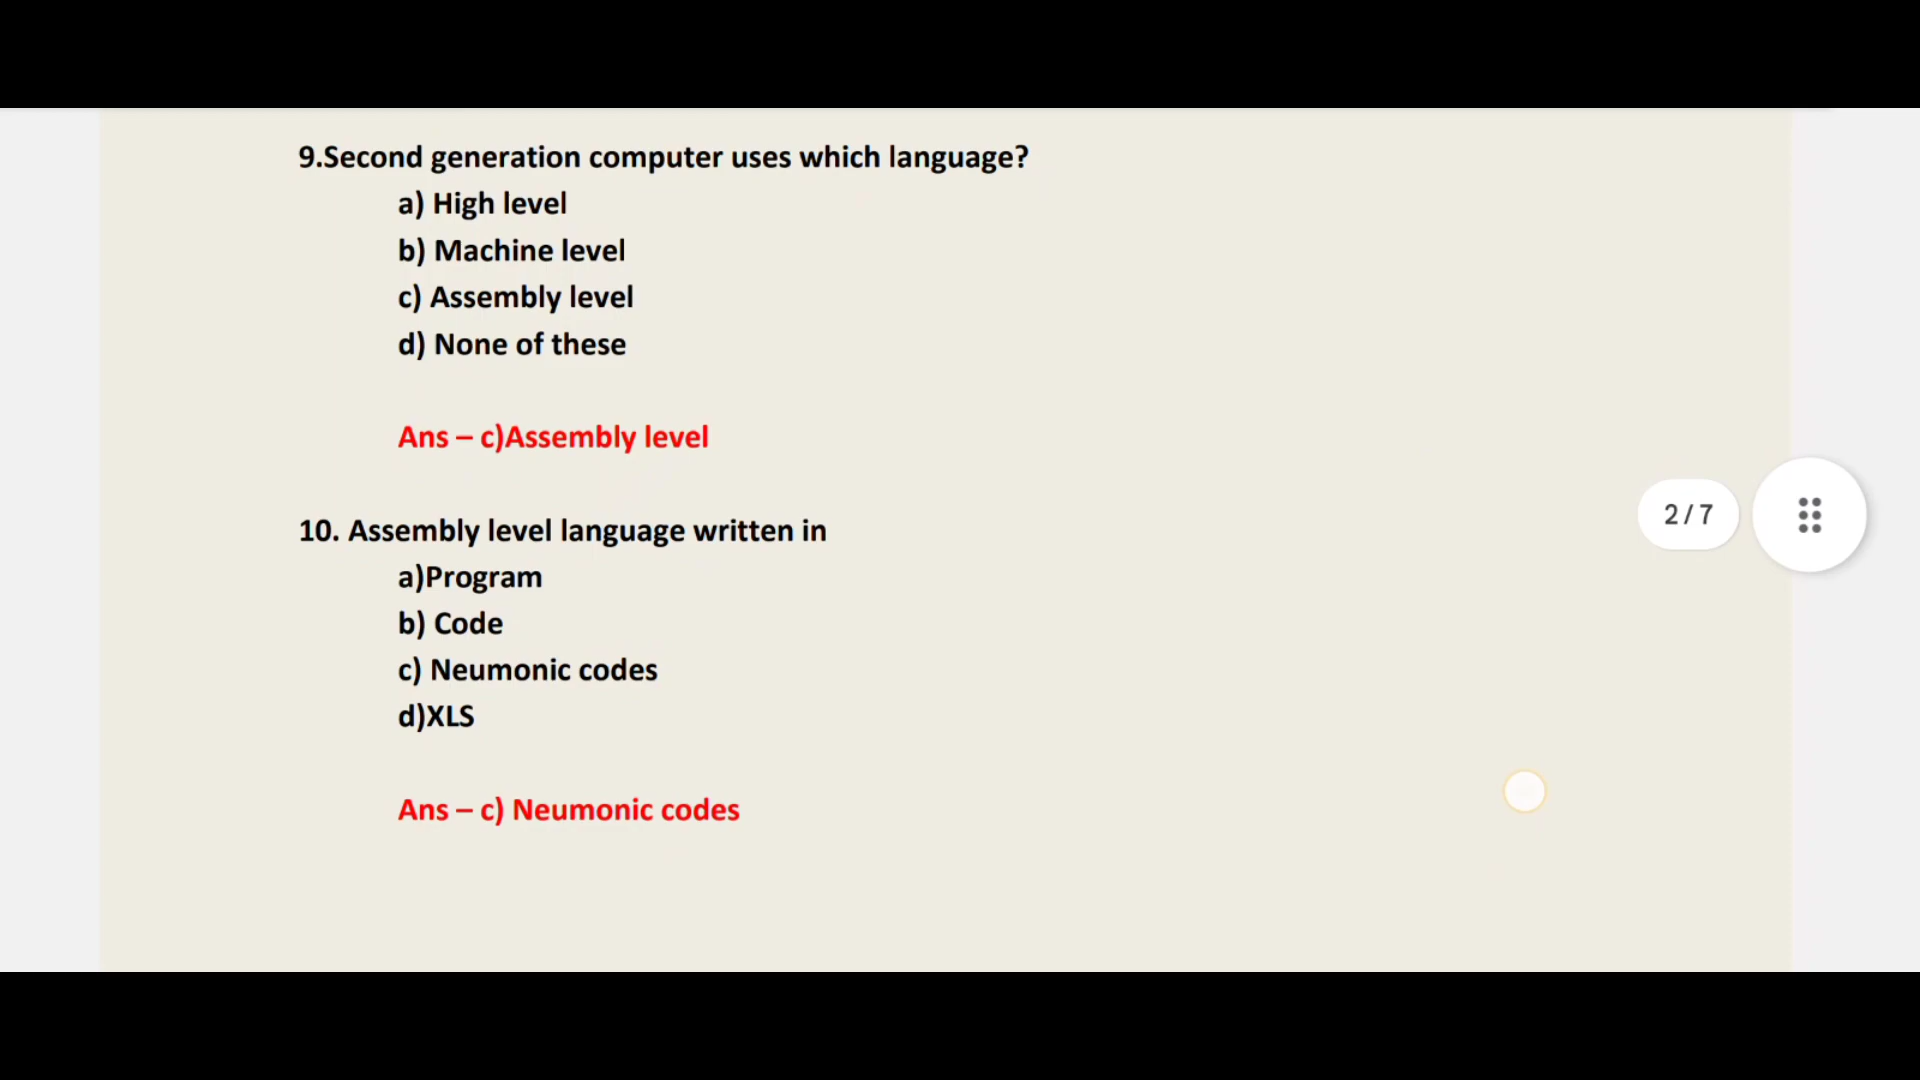 9.Second generation computer uses which language?
a) High level
b) Machine level
c) Assembly level
d) None of these
Ans – c)Assembly level
10. Assembly level language written in
a)Program
b) Code
c) Neumonic codes
d)XLS
Ans – c) Neumonic codes
2 / 7